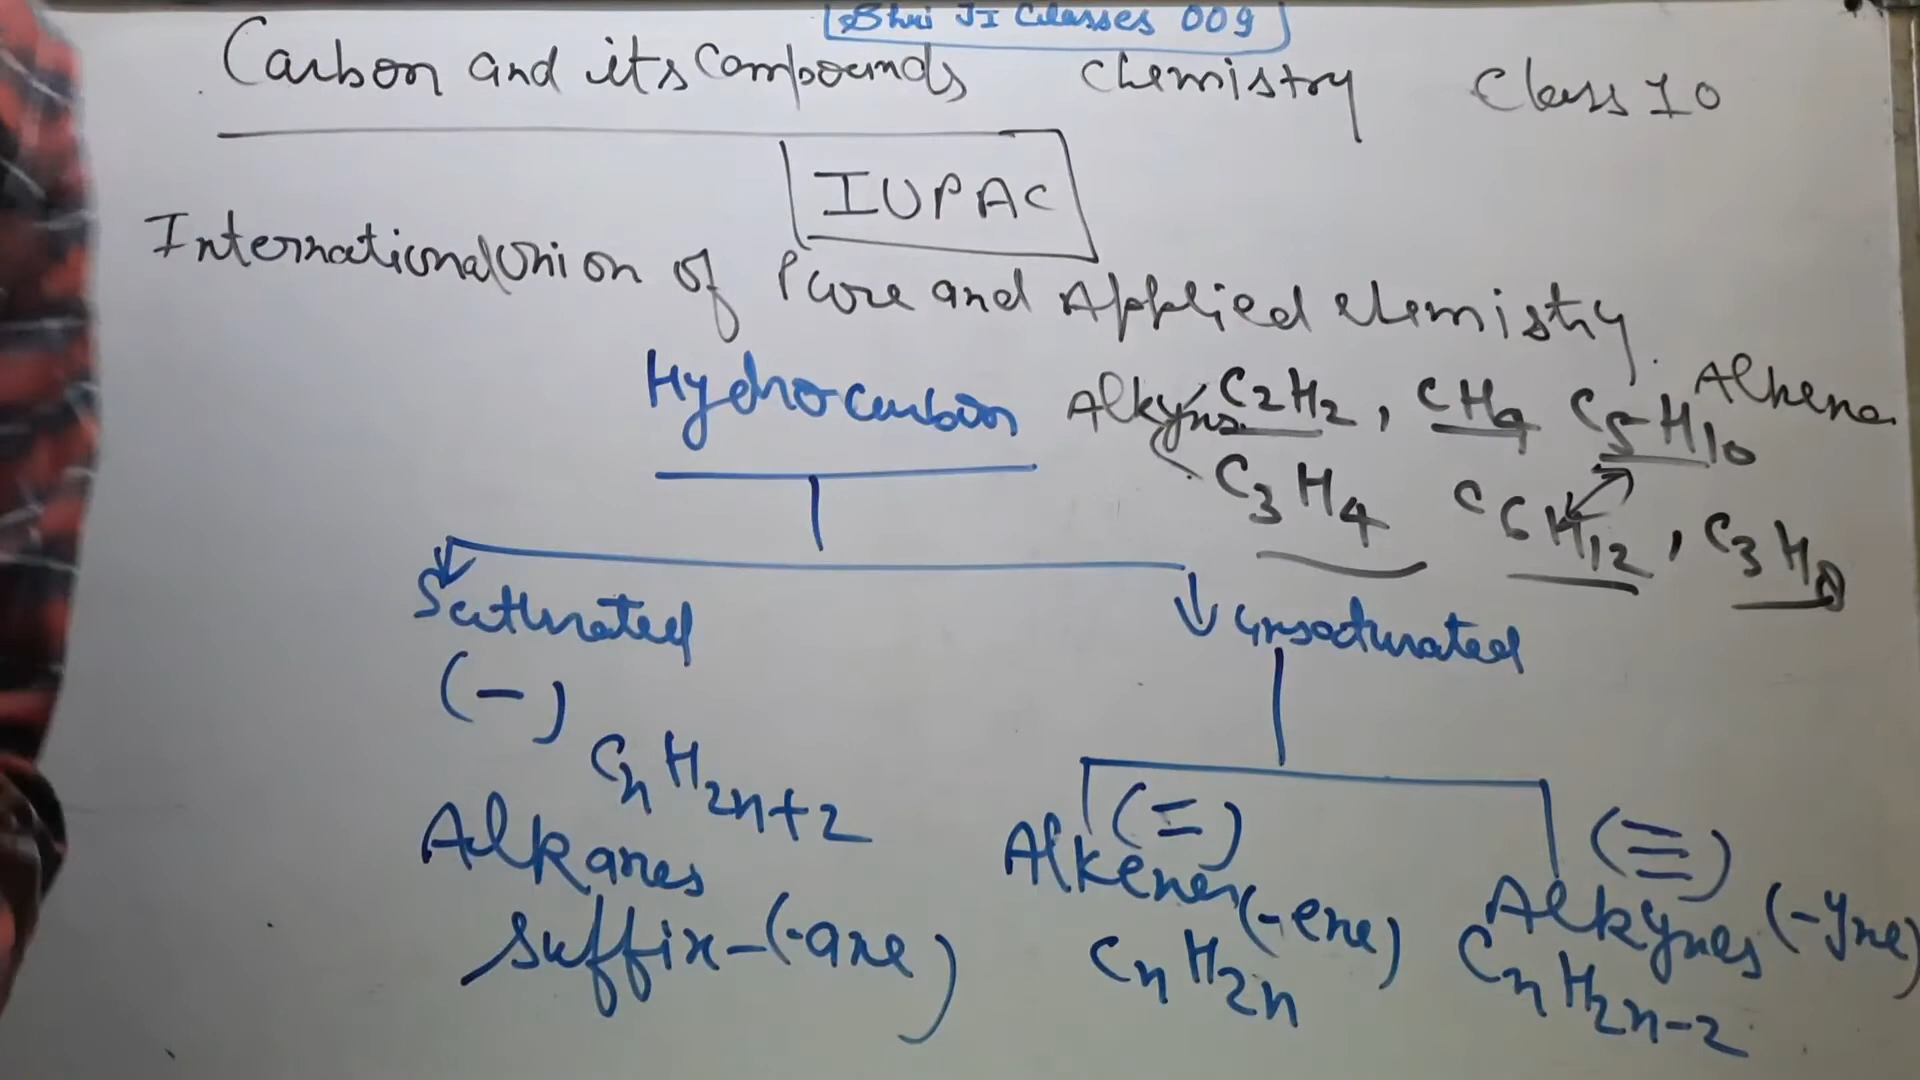 Shri JI Classes 009
Carbon and its Compounds Chemistry Class 10
IUPAC
International Union of Pure and Applied chemistry
Hydrocarbon Alkyne C2H2, CH4 C5H10 Alkene
C3H4 C6H12, C3H8
Saturated Unsaturated
(-) CnH2n+2
(=) (≡)
Alkanes Alkenes (-ene) Alkynes (-yne)
suffix-(-ane) CnH2n CnH2n-2